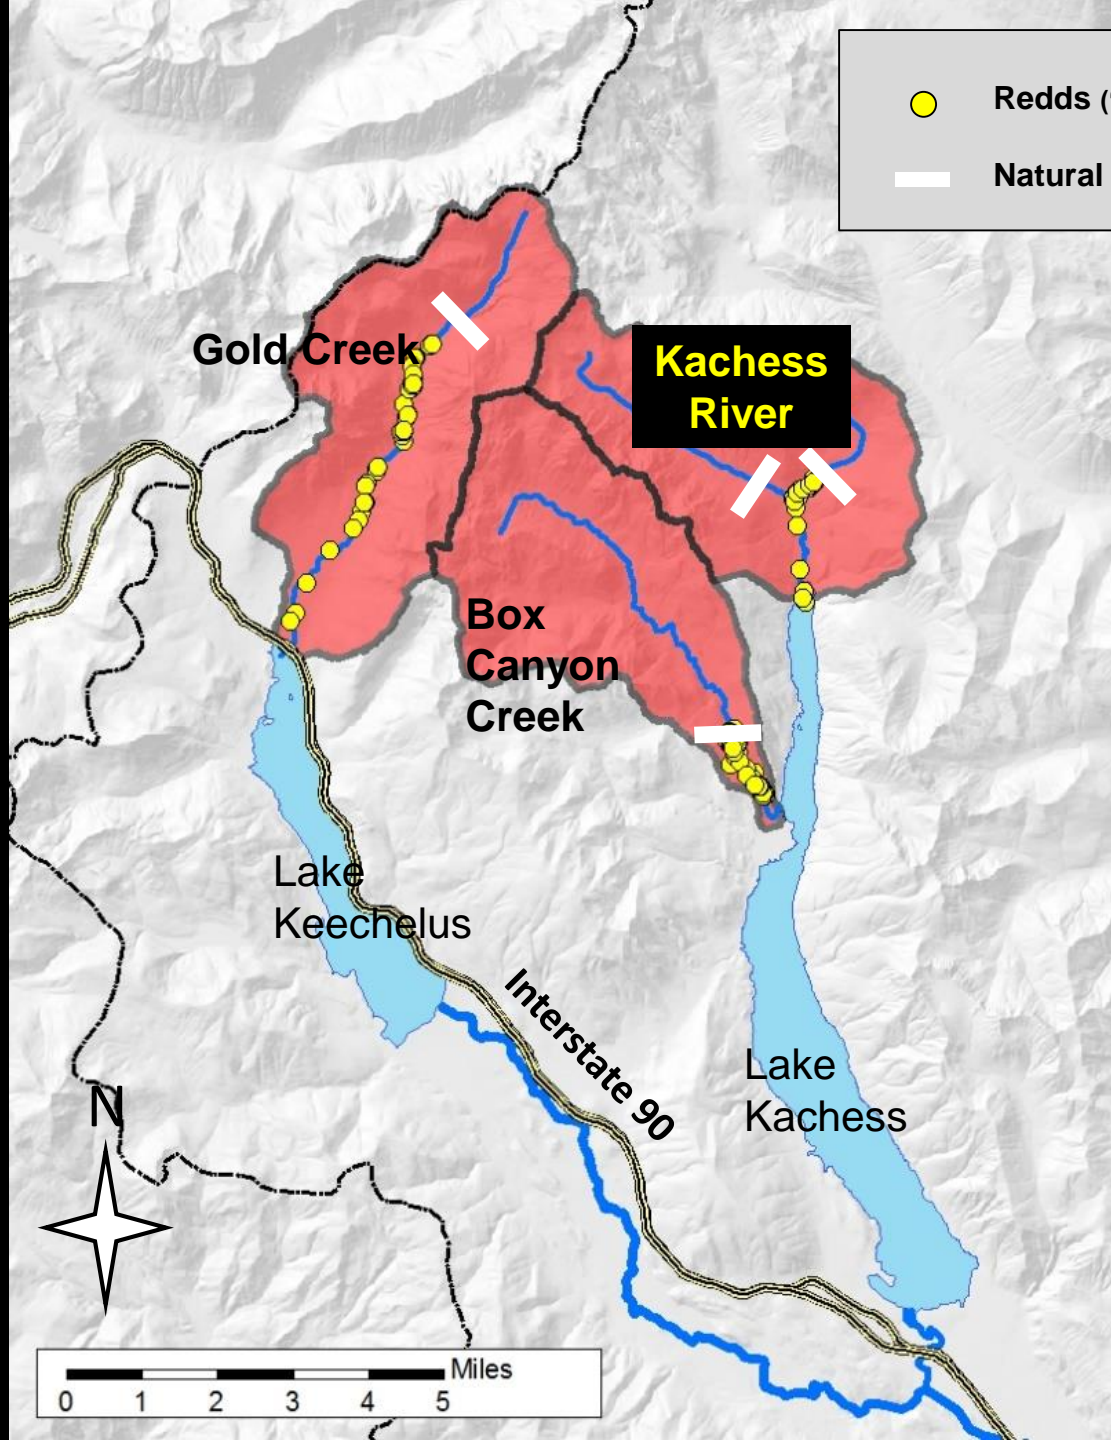 Redds (
Natural
Gold Creek
Kachess
River
Box
Canyon
Creek
Lake
Keechelus
Interstate 90
Lake
Kachess
N
Miles
0 1 2 3 4 5